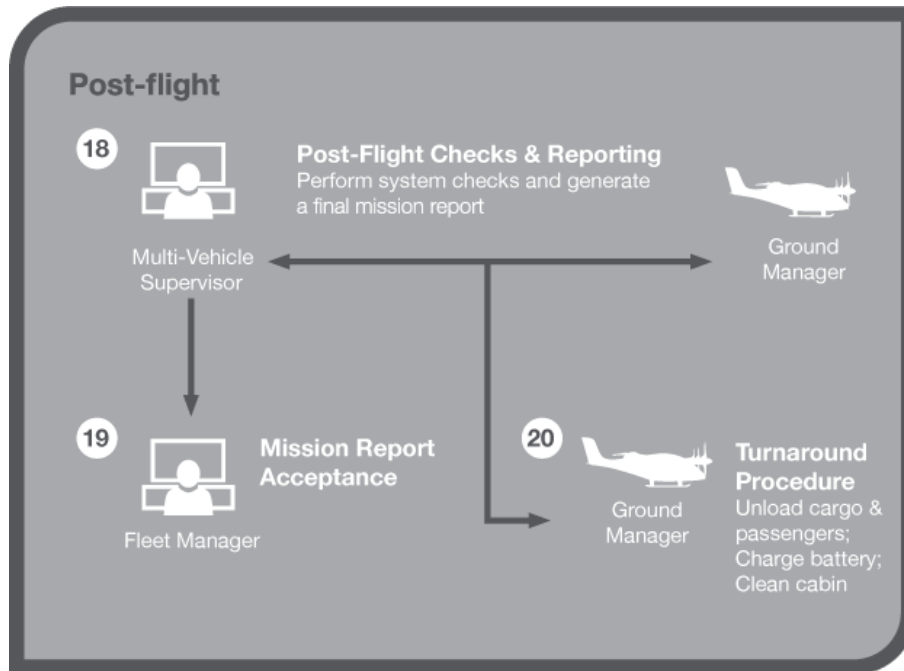 Post-flight
18
Post-Flight Checks & Reporting
Perform system checks and generate
a final mission report
Multi-Vehicle
Supervisor
Ground
Manager
19
Mission Report
Acceptance
Fleet Manager
20
Ground
Manager
Turnaround
Procedure
Unload cargo &
passengers;
Charge battery;
Clean cabin